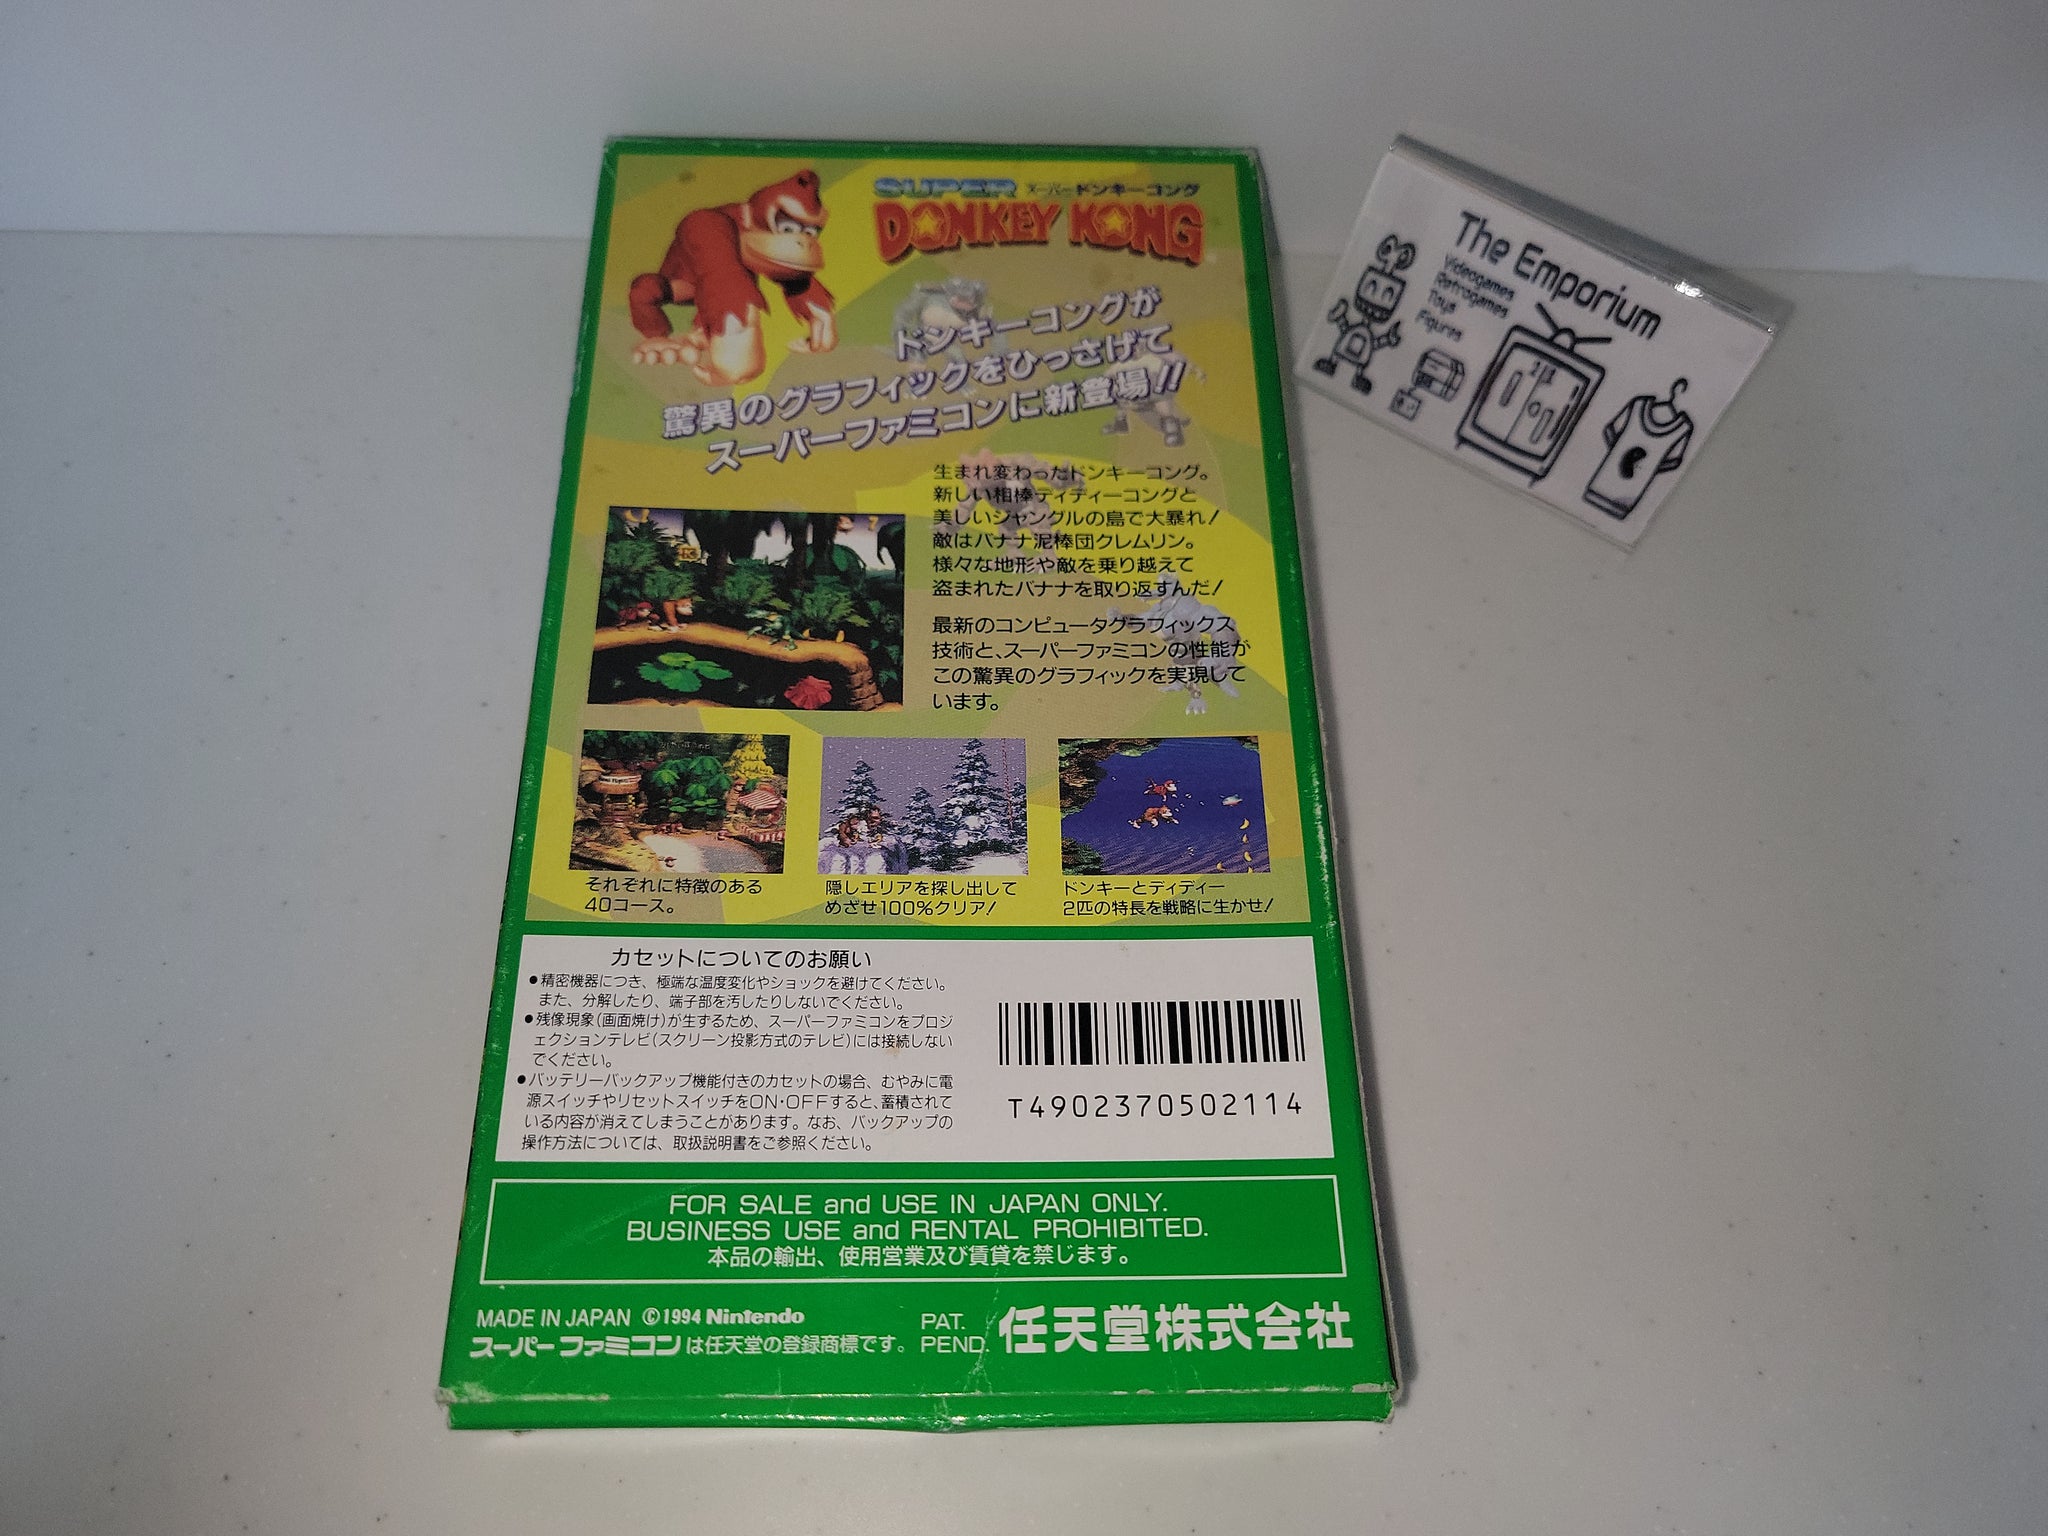 SUPER スーパードンキーコング
DONKEY KONG
ドンキーコングが
驚異のグラフィックをひっさげて
スーパーファミコンに新登場!!
生まれ変わったドンキーコング。
新しい相棒ディディーコングと
美しいジャングルの島で大暴れ!
敵はバナナ泥棒団クレムリン。
様々な地形や敵を乗り越えて
盗まれたバナナを取り返すんだ!
最新のコンピュータグラフィックス
技術と、スーパーファミコンの性能が
この驚異のグラフィックを実現して
います。
それぞれに特徴のある
40コース。
隠しエリアを探し出して
めざせ100%クリア!
ドンキーとディディー
2匹の特長を戦略に生かせ!
カセットについてのお願い
●精密機器につき、極端な温度変化やショックを避けてください。
また、分解したり、端子部を汚したりしないでください。
●残像現象(画面焼け)が生ずるため、スーパーファミコンをプロジ
ェクションテレビ(スクリーン投影方式のテレビ)には接続しない
でください。
●バッテリーバックアップ機能付きのカセットの場合、むやみに電
源スイッチやリセットスイッチをON・OFFすると、蓄積されて
いる内容が消えてしまうことがあります。なお、バックアップの
操作方法については、取扱説明書をご参照ください。
T4902370502114
FOR SALE and USE IN JAPAN ONLY.
BUSINESS USE and RENTAL PROHIBITED.
本品の輸出、使用営業及び賃貸を禁じます。
MADE IN JAPAN ©1994 Nintendo
スーパーファミコンは任天堂の登録商標です。
PAT.
PEND.
任天堂株式会社
The Emporium
Videogames
Retrogames
Toys
Figures